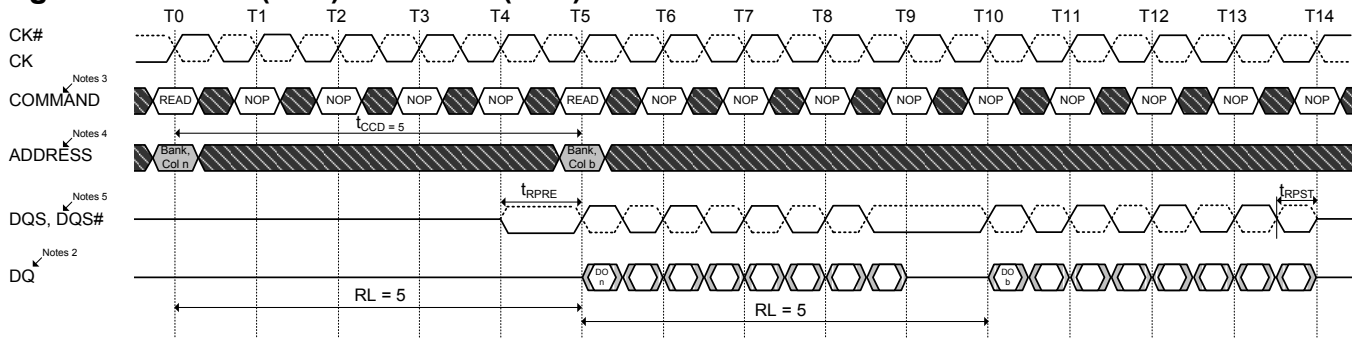 T0 T1 T2 T3 T4 T5 T6 T7 T8 T9 T10 T11 T12 T13 T14
CK#
CK
Notes 3
COMMAND READ NOP NOP NOP NOP READ NOP NOP NOP NOP NOP NOP NOP NOP NOP
tCCD = 5
Notes 4
ADDRESS Bank, Col n Bank, Col b
tRPRE tRPST
Notes 5
DQS, DQS#
Notes 2
DQ DO n DO b
RL = 5 RL = 5